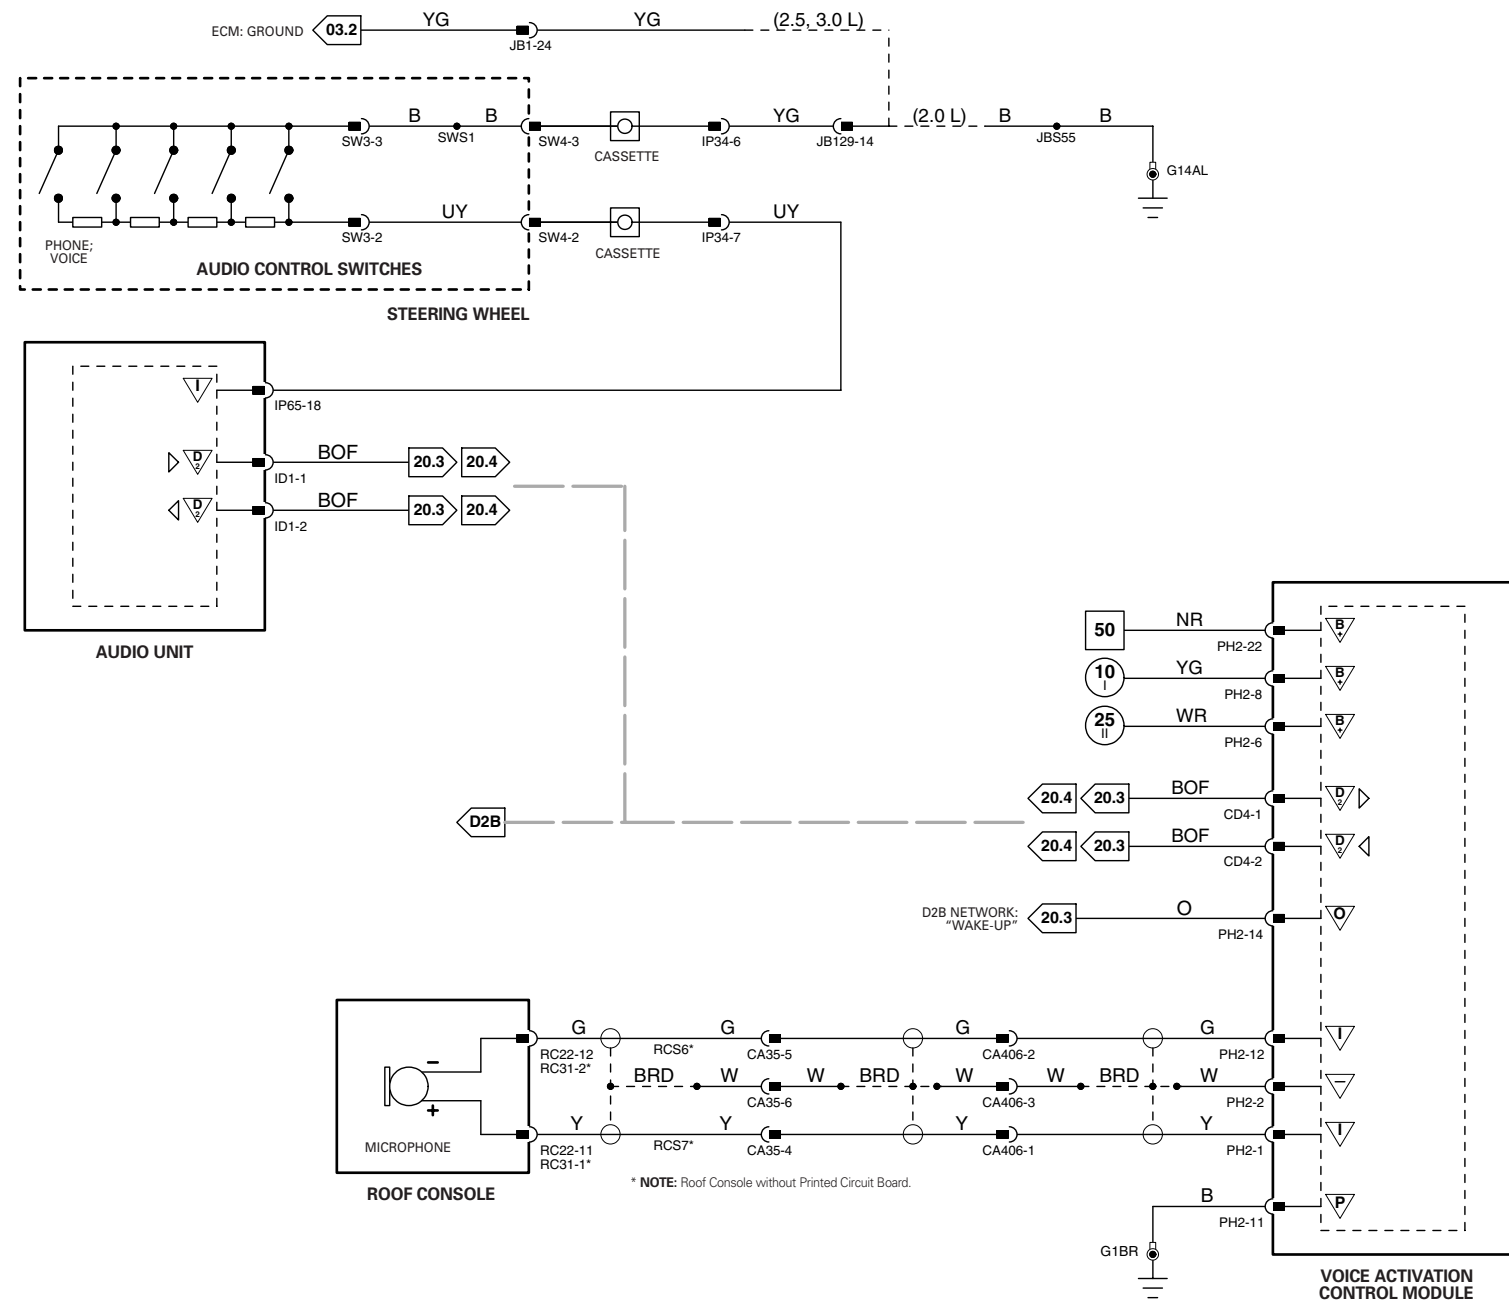 ECM: GROUND 03.2 YG YG (2.5, 3.0 L)
JB1-24
B B YG (2.0 L) B B
SW3-3 SWS1 SW4-3 CASSETTE IP34-6 JB129-14 JBS55
G14AL
UY UY
SW3-2 SW4-2 CASSETTE IP34-7
PHONE;
VOICE
AUDIO CONTROL SWITCHES
STEERING WHEEL
I
IP65-18
D2 BOF 20.3 20.4
ID1-1
D2 BOF 20.3 20.4
ID1-2
AUDIO UNIT
50 NR B+
PH2-22
10 I YG B+
PH2-8
25 II WR B+
PH2-6
20.4 20.3 BOF D2
CD4-1
D2B
20.4 20.3 BOF D2
CD4-2
D2B NETWORK:
"WAKE-UP" 20.3 O O
PH2-14
G G G G I
RC22-12 RCS6* CA35-5 CA406-2 PH2-12
RC31-2*
–
BRD W W BRD W W BRD W –
CA35-6 CA406-3 PH2-2
+
Y Y Y Y I
MICROPHONE
RC22-11 RCS7* CA35-4 CA406-1 PH2-1
RC31-1*
ROOF CONSOLE
* NOTE: Roof Console without Printed Circuit Board.
B P
PH2-11
G1BR
VOICE ACTIVATION
CONTROL MODULE